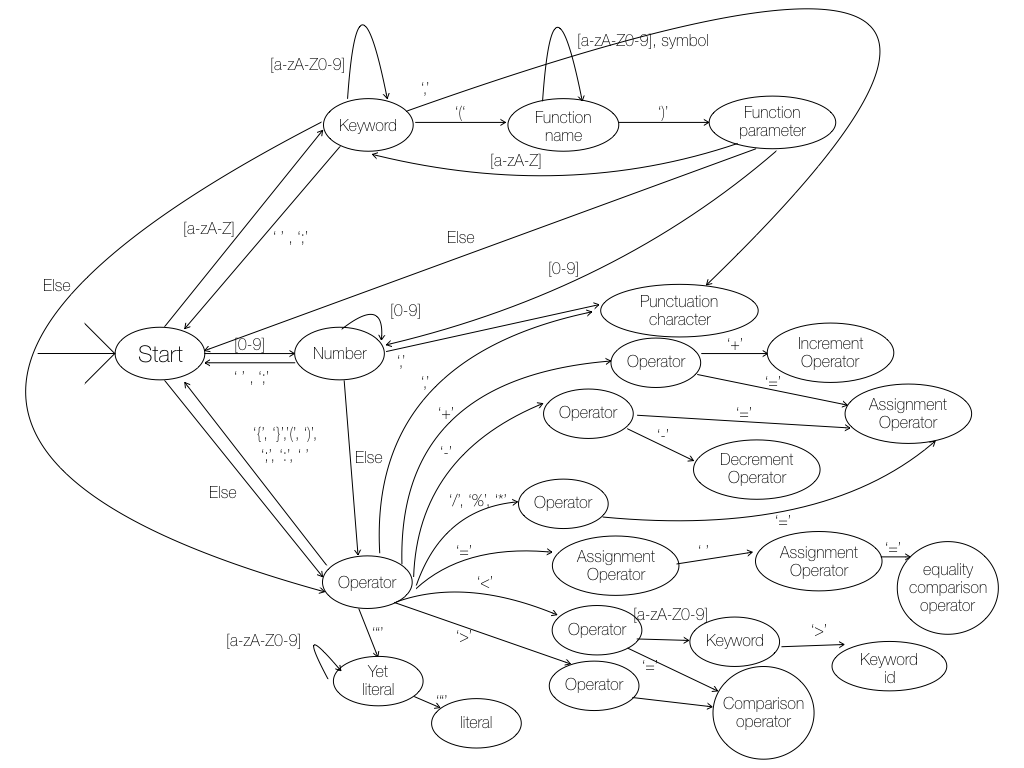 [a-zA-Z0-9], symbol
[a-zA-Z0-9]
‘,’
‘(‘
‘)’
Keyword
Function
name
Function
parameter
[a-zA-Z]
[a-zA-Z]
‘ ’ , ‘;’
Else
[0-9]
Else
Punctuation
character
[0-9]
[0-9]
Start
Number
‘,’
‘ ’ , ‘;’
‘,’
Operator
‘+’
Increment
Operator
‘=’
Assignment
Operator
‘+’
Operator
‘=’
‘-’
‘-’
Decrement
Operator
‘{’, ‘}’,‘(’, ‘)’,
‘;’, ‘:’, ‘ ’
Else
Else
‘/’, ‘%’, ‘*’
Operator
‘=’
‘=’
Assignment
Operator
‘ ’
Assignment
Operator
‘=’
equality
comparison
operator
Operator
‘<’
Operator
[a-zA-Z0-9]
Keyword
‘>’
Keyword
id
‘>’
‘=’
Operator
Comparison
operator
‘“’
[a-zA-Z0-9]
Yet
literal
‘“’
literal